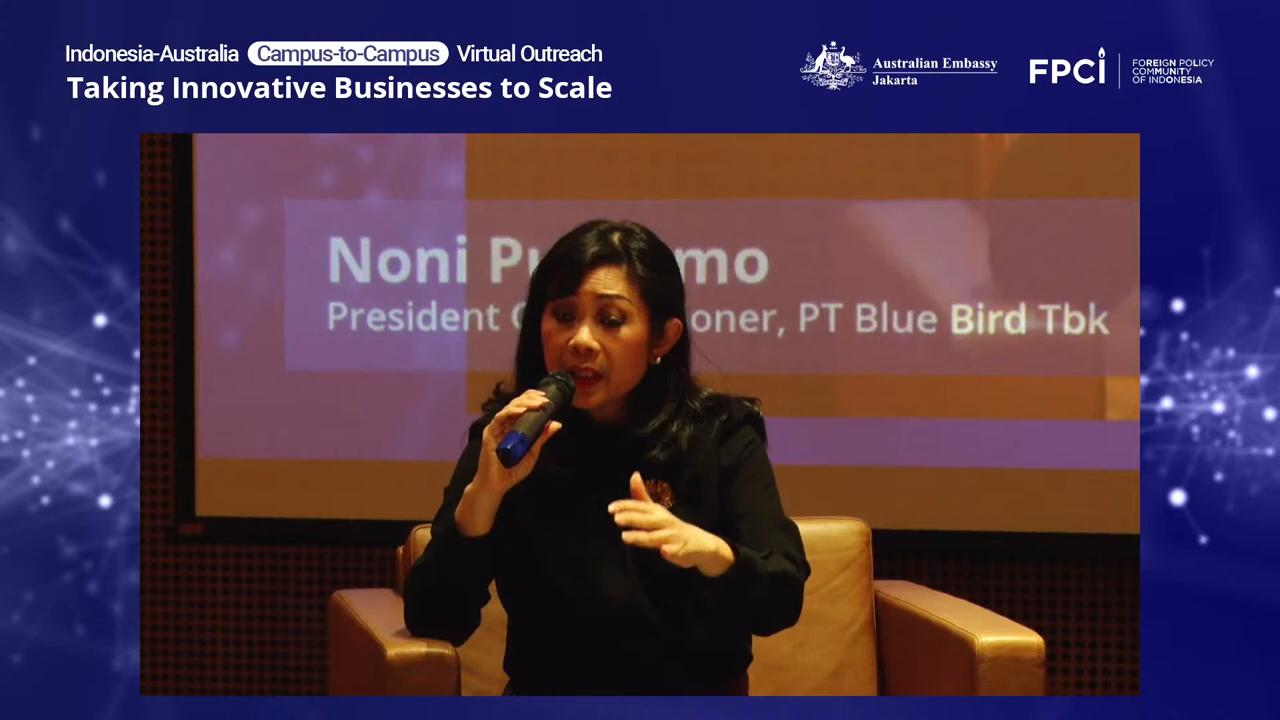 Indonesia-Australia Campus-to-Campus Virtual Outreach
Taking Innovative Businesses to Scale
Australian Embassy
Jakarta
FPCI
FOREIGN POLICY
COMMUNITY
OF INDONESIA
Noni Pu mo
President C oner, PT Blue Bird Tbk